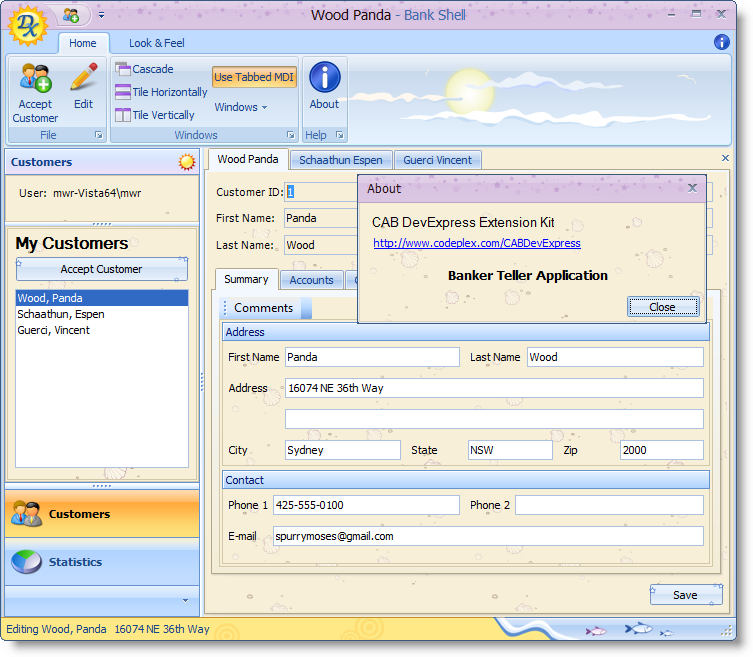 Wood Panda - Bank Shell
Home
Look & Feel
Accept Customer
Edit
File
Cascade
Tile Horizontally
Tile Vertically
Use Tabbed MDI
Windows
Windows
About
Help
Customers
User: mwr-Vista64\mwr
My Customers
Accept Customer
Wood, Panda
Schaathun, Espen
Guerci, Vincent
Customers
Statistics
Wood Panda
Schaathun Espen
Guerci Vincent
Customer ID: 1
First Name: Panda
Last Name: Wood
About
CAB DevExpress Extension Kit
http://www.codeplex.com/CABDevExpress
Banker Teller Application
Close
Summary
Accounts
Comments
Address
First Name Panda Last Name Wood
Address 16074 NE 36th Way
City Sydney State NSW Zip 2000
Contact
Phone 1 425-555-0100 Phone 2
E-mail spurrymoses@gmail.com
Save
Editing Wood, Panda 16074 NE 36th Way